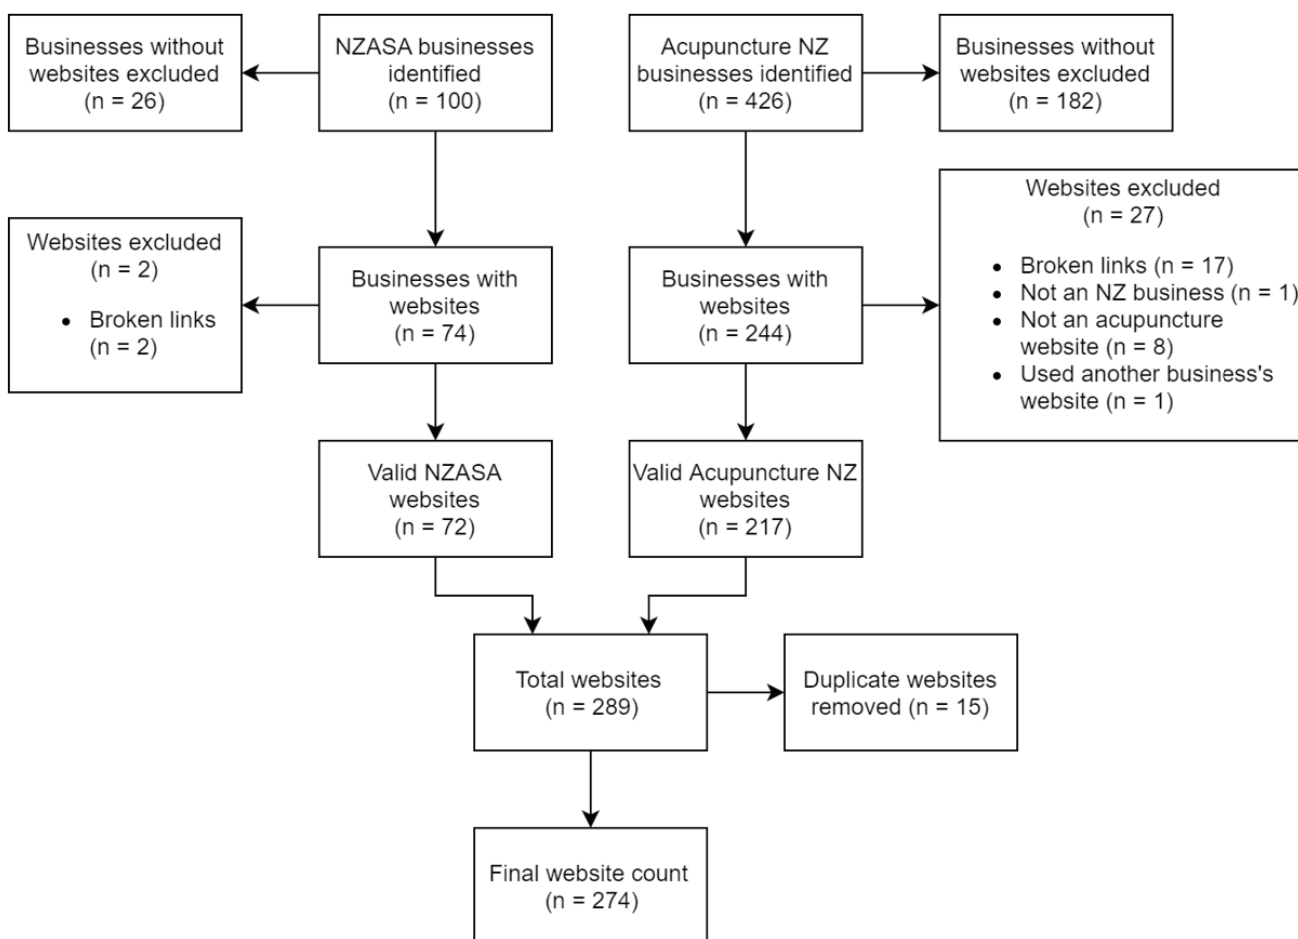 Businesses without
websites excluded
(n = 26)
NZASA businesses
identified
(n = 100)
Acupuncture NZ
businesses identified
(n = 426)
Businesses without
websites excluded
(n = 182)
Websites excluded
(n = 2)
• Broken links
(n = 2)
Businesses with
websites
(n = 74)
Businesses with
websites
(n = 244)
Websites excluded
(n = 27)
• Broken links (n = 17)
• Not an NZ business (n = 1)
• Not an acupuncture
website (n = 8)
• Used another business's
website (n = 1)
Valid NZASA
websites
(n = 72)
Valid Acupuncture NZ
websites
(n = 217)
Total websites
(n = 289)
Duplicate websites
removed (n = 15)
Final website count
(n = 274)